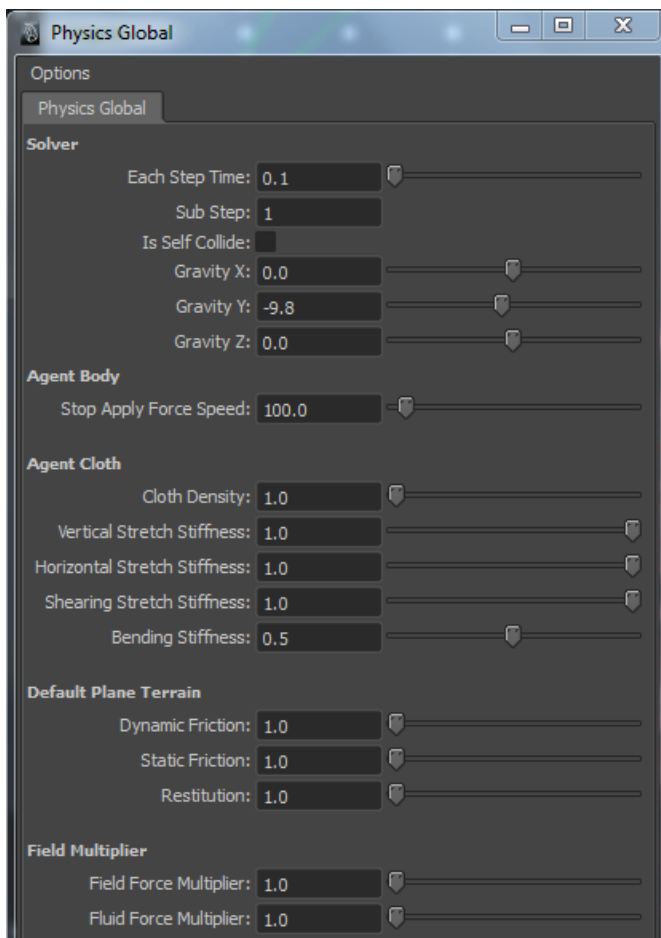 Physics Global
Options
Physics Global
Solver
Each Step Time: 0.1
Sub Step: 1
Is Self Collide:
Gravity X: 0.0
Gravity Y: -9.8
Gravity Z: 0.0
Agent Body
Stop Apply Force Speed: 100.0
Agent Cloth
Cloth Density: 1.0
Vertical Stretch Stiffness: 1.0
Horizontal Stretch Stiffness: 1.0
Shearing Stretch Stiffness: 1.0
Bending Stiffness: 0.5
Default Plane Terrain
Dynamic Friction: 1.0
Static Friction: 1.0
Restitution: 1.0
Field Multiplier
Field Force Multiplier: 1.0
Fluid Force Multiplier: 1.0